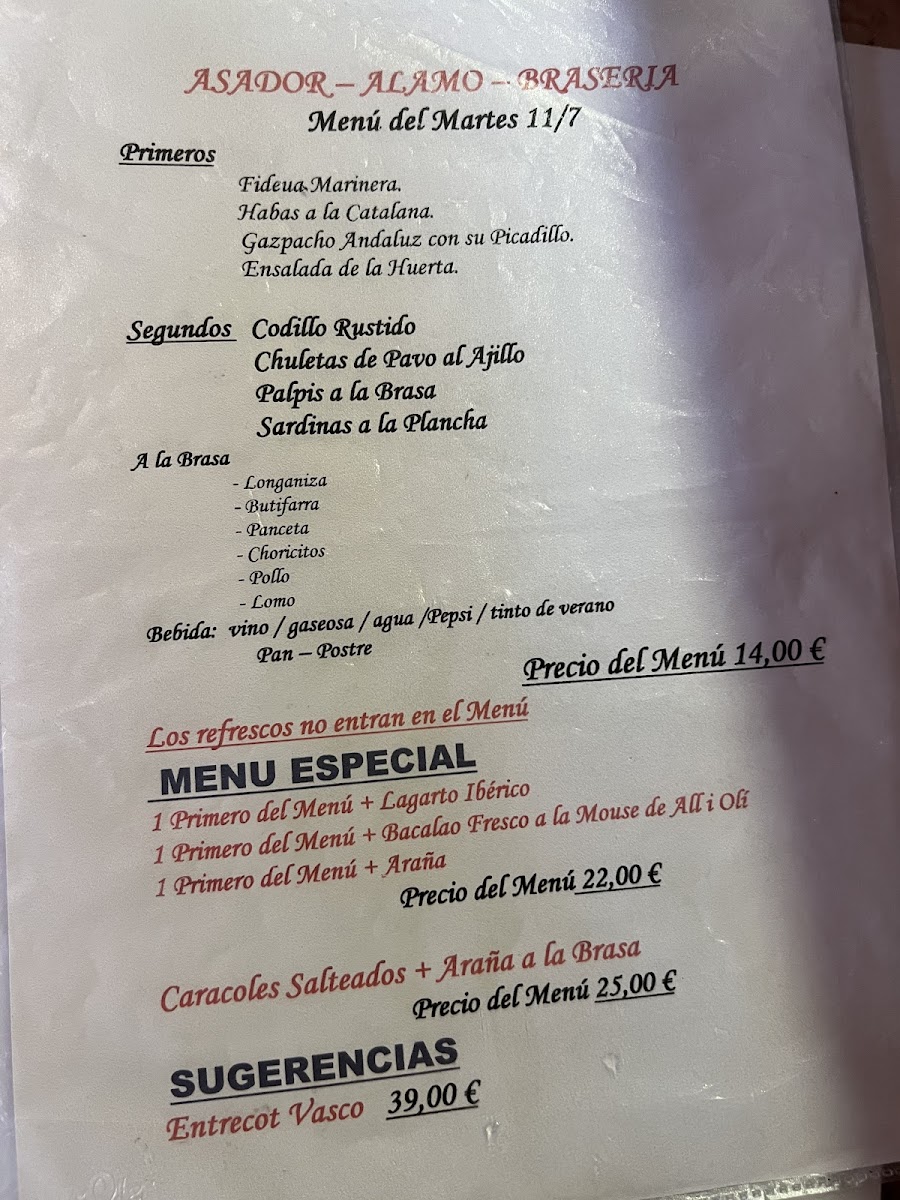 ASADOR – ALAMO – BRASERIA
Menú del Martes 11/7
Primeros
Fideua Marinera.
Habas a la Catalana.
Gazpacho Andaluz con su Picadillo.
Ensalada de la Huerta.
Segundos Codillo Rustido
Chuletas de Pavo al Ajillo
Palpis a la Brasa
Sardinas a la Plancha
A la Brasa
- Longaniza
- Butifarra
- Panceta
- Choricitos
- Pollo
- Lomo
Bebida: vino / gaseosa / agua /Pepsi / tinto de verano
Pan – Postre
Precio del Menú 14,00 €
Los refrescos no entran en el Menú
MENU ESPECIAL
1 Primero del Menú + Lagarto Ibérico
1 Primero del Menú + Bacalao Fresco a la Mouse de All i Olí
1 Primero del Menú + Araña
Precio del Menú 22,00 €
Caracoles Salteados + Araña a la Brasa
Precio del Menú 25,00 €
SUGERENCIAS
Entrecot Vasco 39,00 €